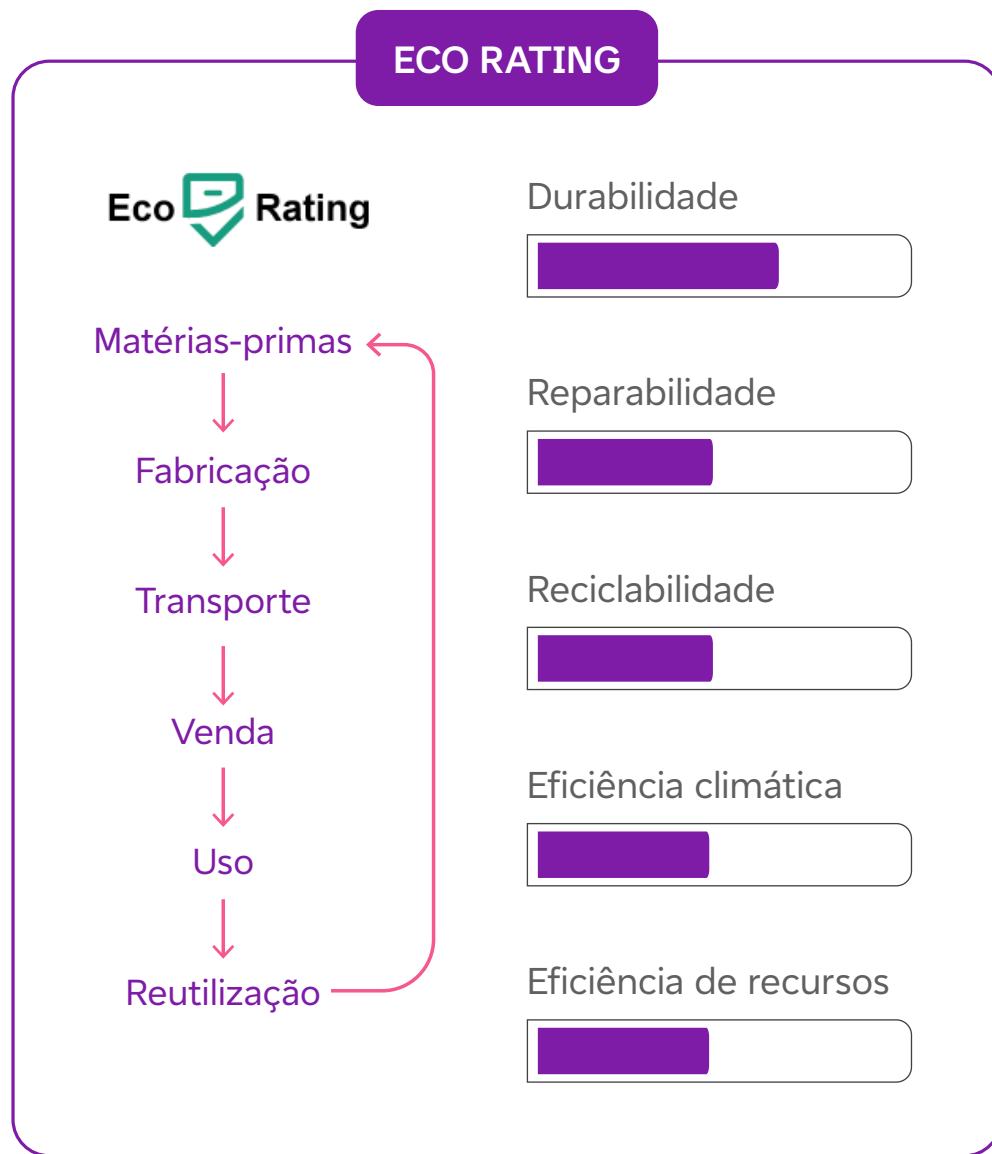 ECO RATING
Eco Rating
Matérias-primas
Fabricação
Transporte
Venda
Uso
Reutilização
Durabilidade
Reparabilidade
Reciclabilidade
Eficiência climática
Eficiência de recursos